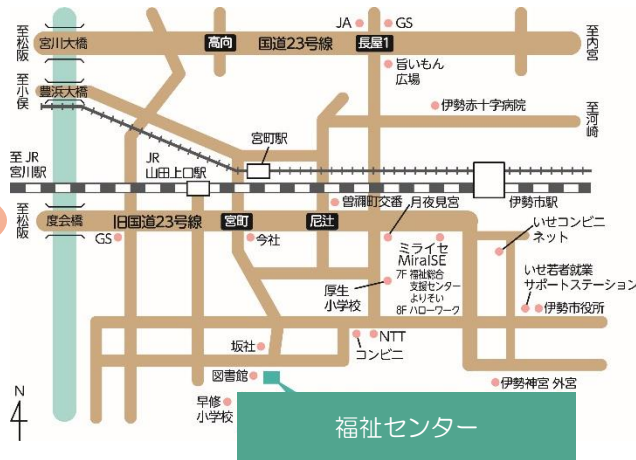 JA
GS
至松阪
宮川大橋
高向
国道23号線
長屋1
至内宮
旨いもん
広場
至小俣
豊浜大橋
伊勢赤十字病院
至河崎
宮町駅
至 JR
宮川駅
JR
山田上口駅
曽祢町交番
月夜見宮
伊勢市駅
至松阪
度会橋
旧国道23号線
宮町
尼辻
GS
今社
ミライセ
MiraISE
7F 福祉総合
支援センター
よりそい
8F ハローワーク
いせコンビニ
ネット
厚生
小学校
いせ若者就業
サポートステーション
伊勢市役所
坂社
NTT
コンビニ
図書館
伊勢神宮 外宮
早修
小学校
N
4
福祉センター